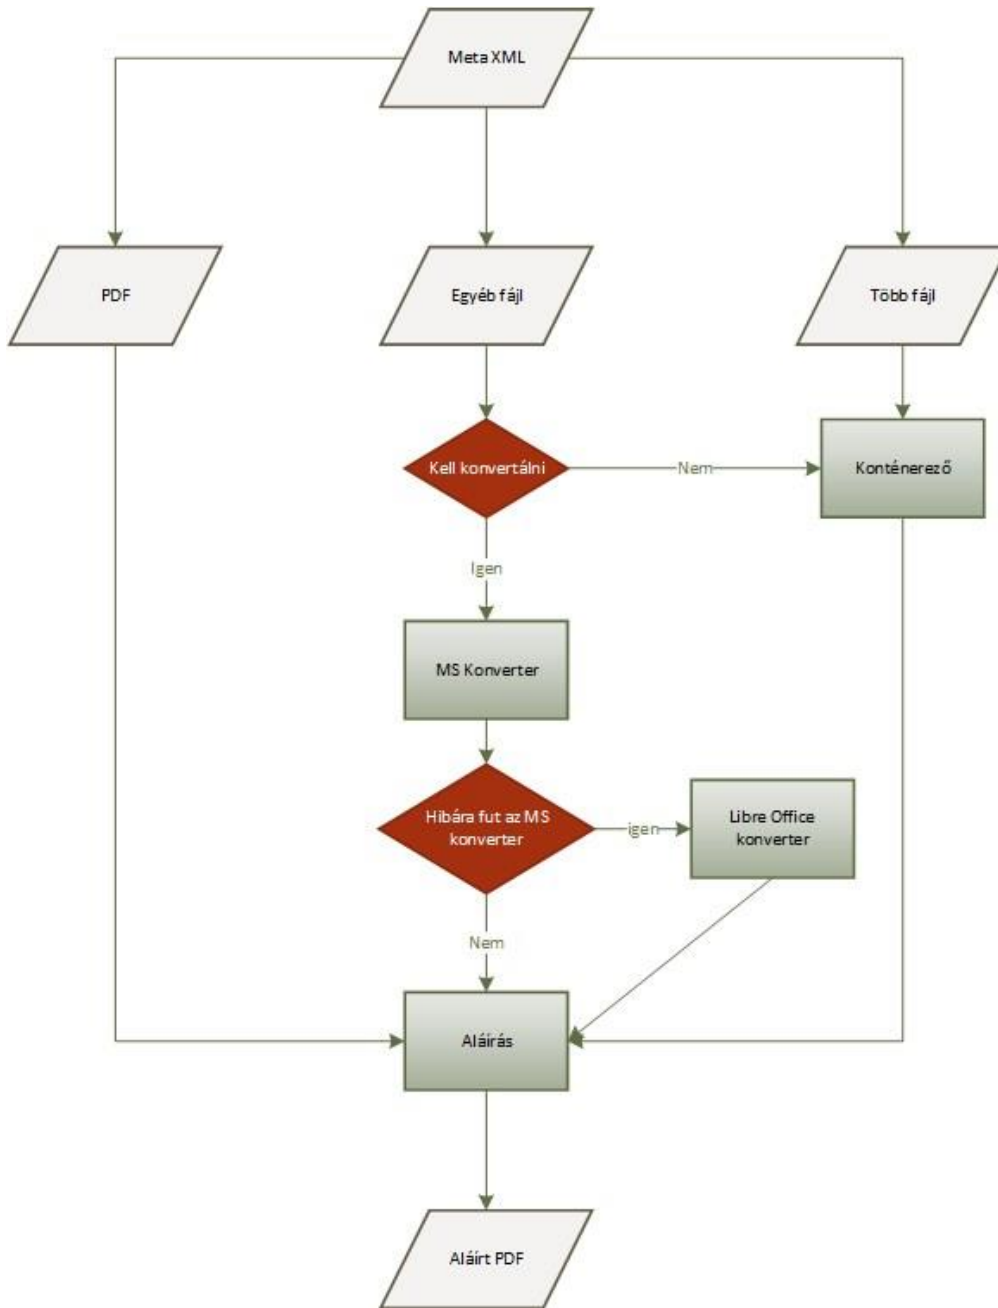 Meta XML
PDF
Egyéb fájl
Több fájl
Kell konvertálni
Nem
Konténerező
Igen
MS Konverter
Hibára fut az MS
konverter
igen
Libre Office
konverter
Nem
Aláírás
Aláírt PDF